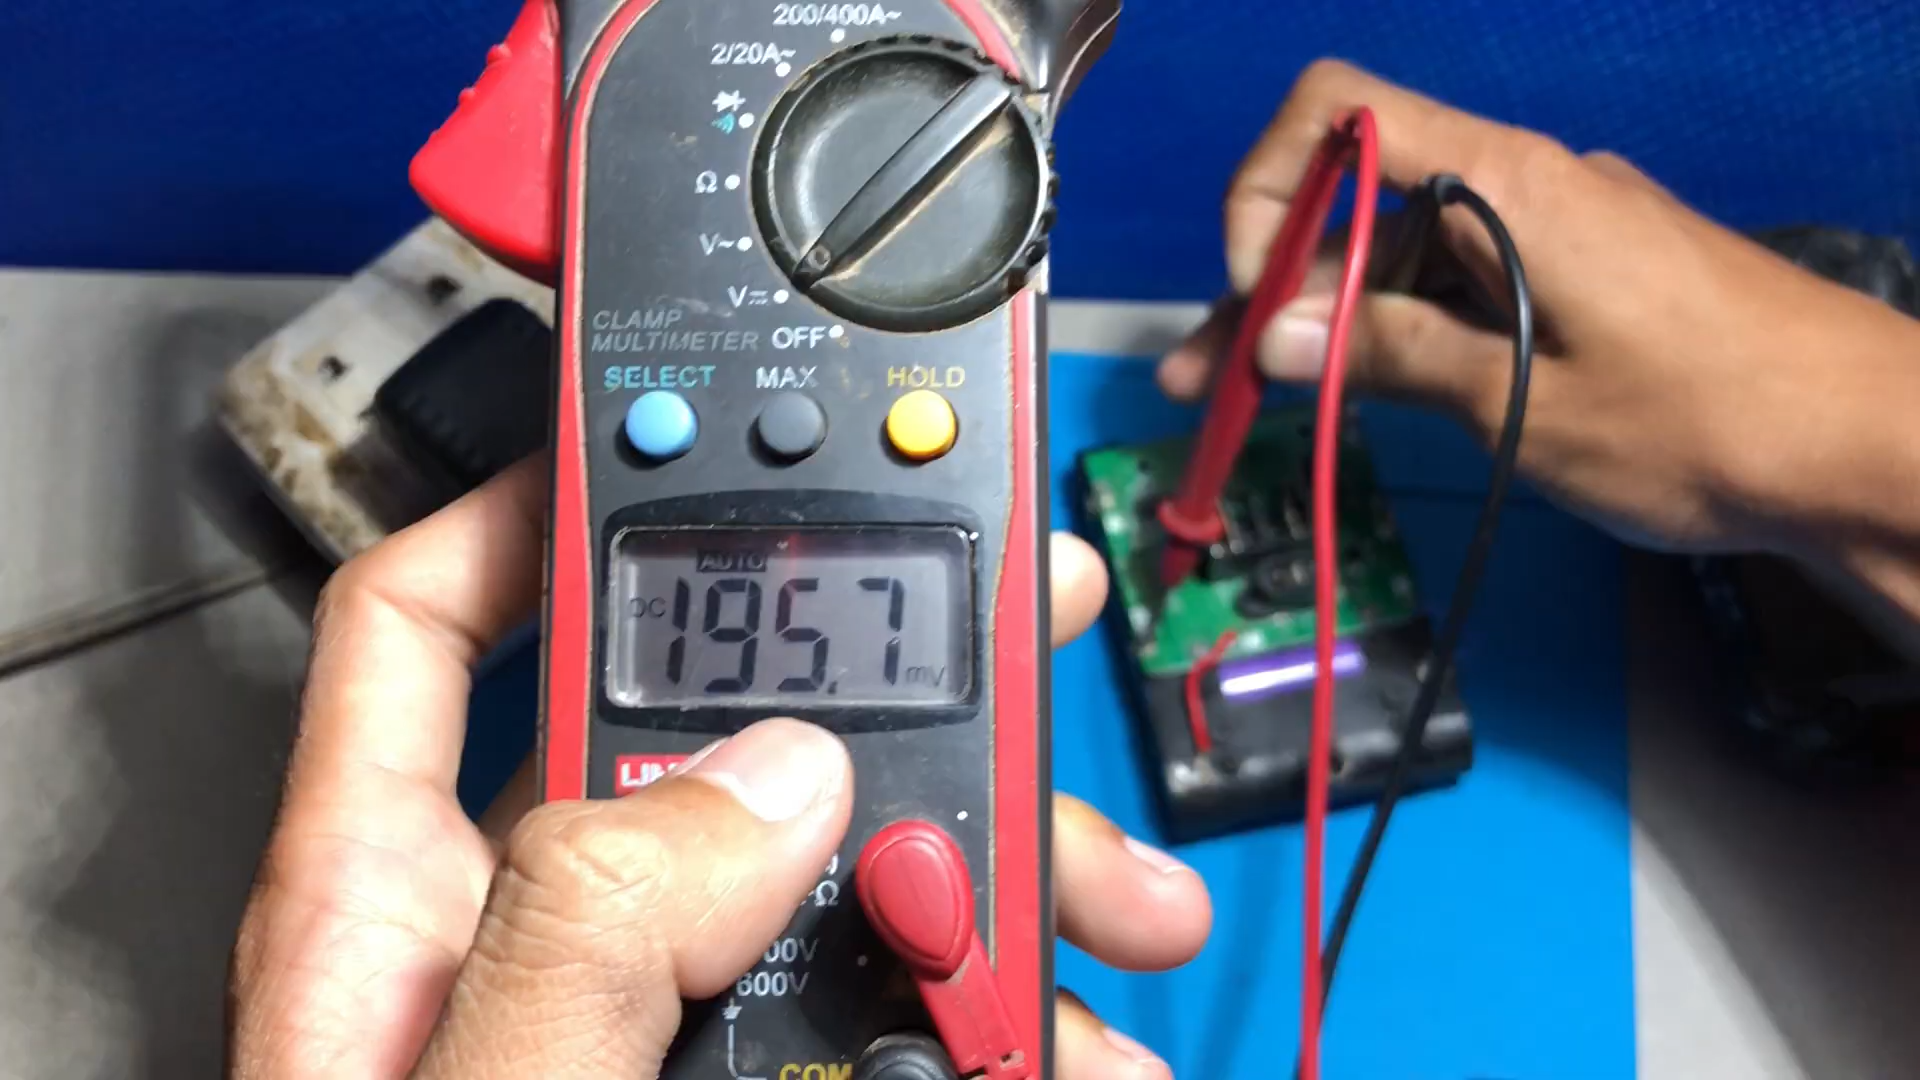 200/400A~
2/20A~
Ω
V~
V⎓
CLAMP
MULTIMETER
OFF
SELECT MAX HOLD
AUTO
DC 195.7 mV
Ω
600V
COM